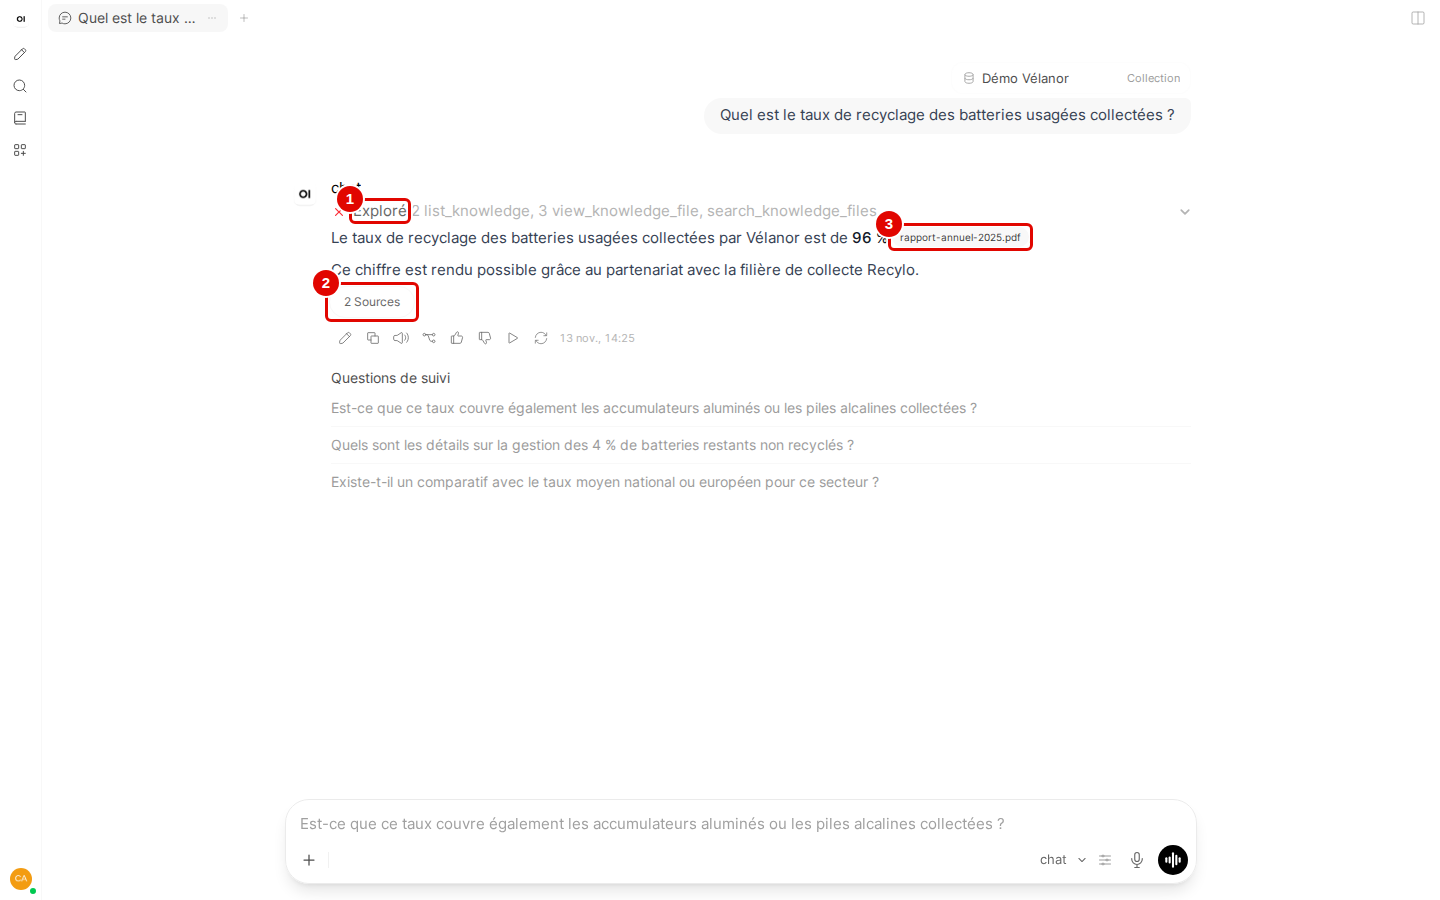 OI
Quel est le taux ...
Démo Vélanor
Collection
Quel est le taux de recyclage des batteries usagées collectées ?
OI
1
Exploré 2 list_knowledge, 3 view_knowledge_file, search_knowledge_files
3
Le taux de recyclage des batteries usagées collectées par Vélanor est de 96 % rapport-annuel-2025.pdf
Ce chiffre est rendu possible grâce au partenariat avec la filière de collecte Recylo.
2
2 Sources
13 nov., 14:25
Questions de suivi
Est-ce que ce taux couvre également les accumulateurs aluminés ou les piles alcalines collectées ?
Quels sont les détails sur la gestion des 4 % de batteries restants non recyclés ?
Existe-t-il un comparatif avec le taux moyen national ou européen pour ce secteur ?
Est-ce que ce taux couvre également les accumulateurs aluminés ou les piles alcalines collectées ?
chat
CA